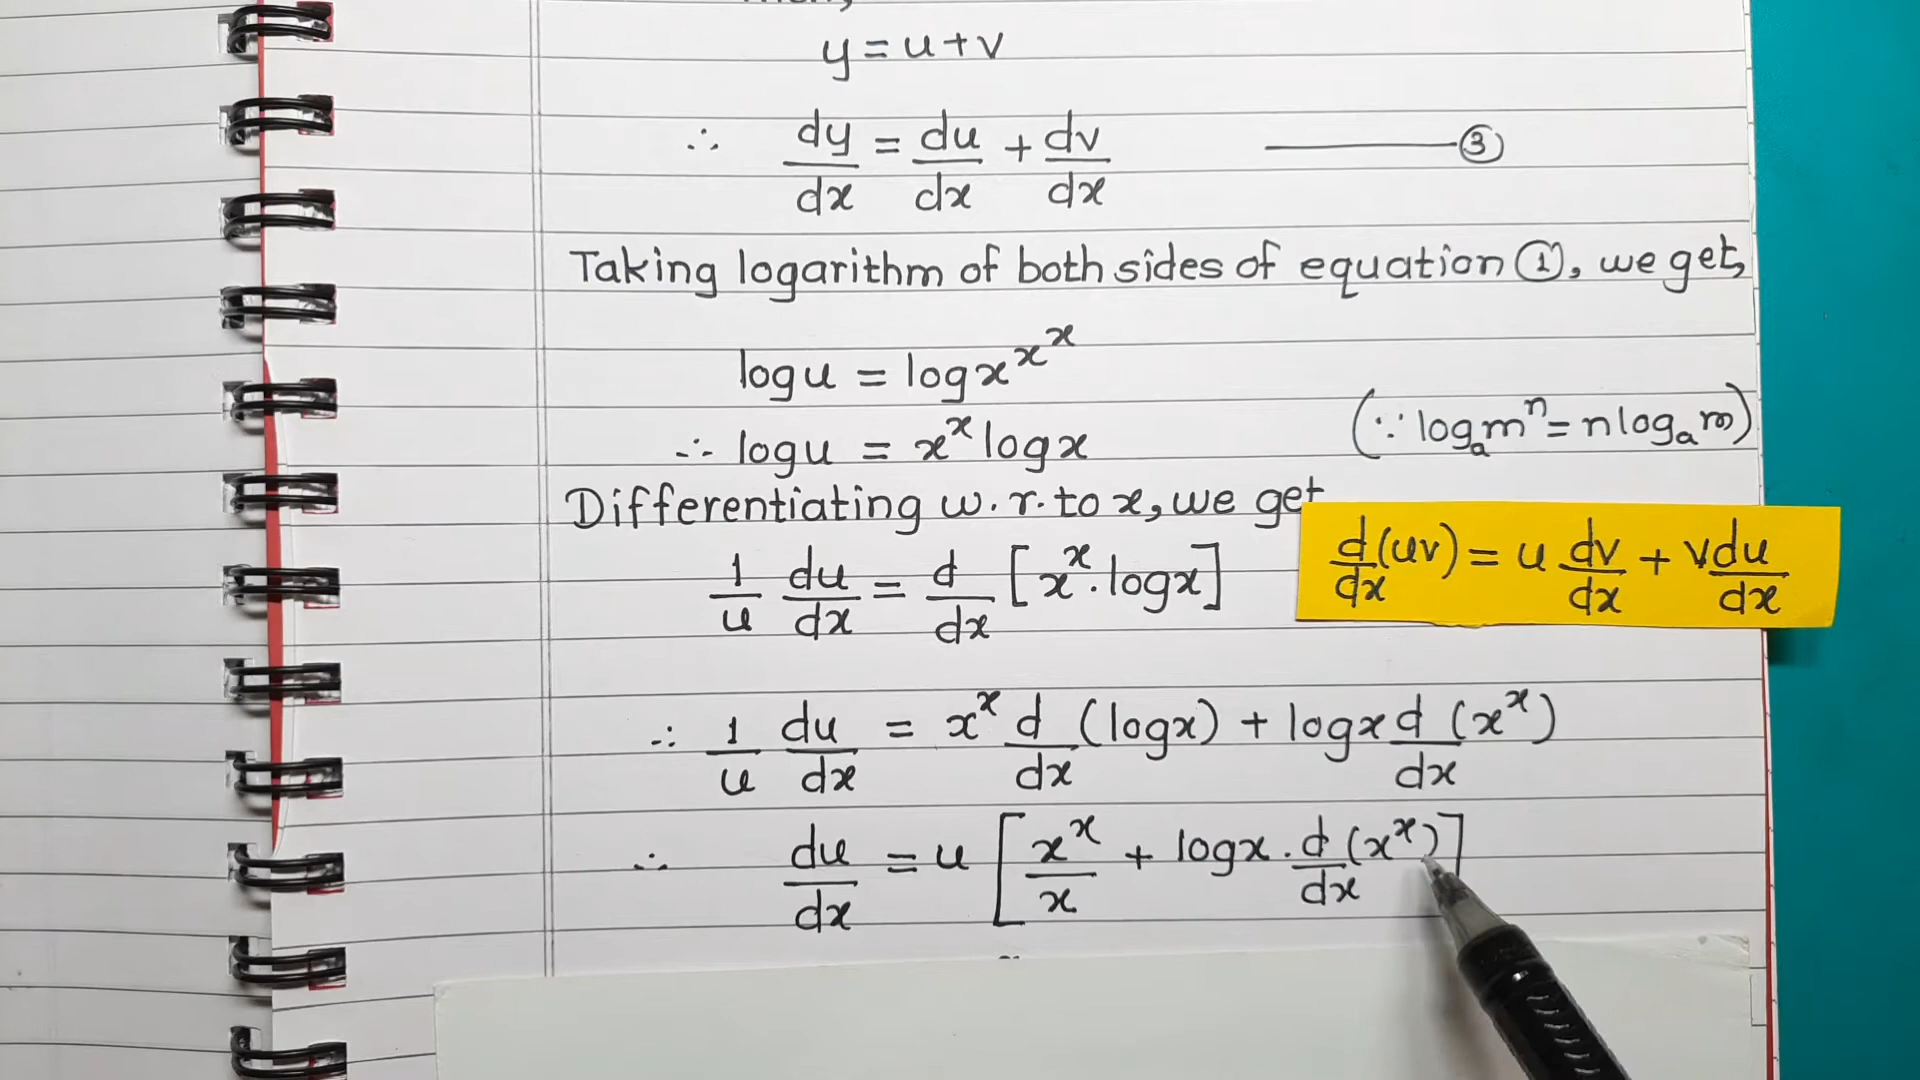 y = u + v
∴ dy/dx = du/dx + dv/dx ——— ③
Taking logarithm of both sides of equation ①, we get,
log u = log x^x^x
∴ log u = x^x log x (∵ log_a m^n = n log_a m)
Differentiating w.r.to x, we get
1/u du/dx = d/dx [x^x . log x]
d/dx (uv) = u dv/dx + v du/dx
∴ 1/u du/dx = x^x d/dx (log x) + log x d/dx (x^x)
∴ du/dx = u [x^x/x + log x . d/dx (x^x)]